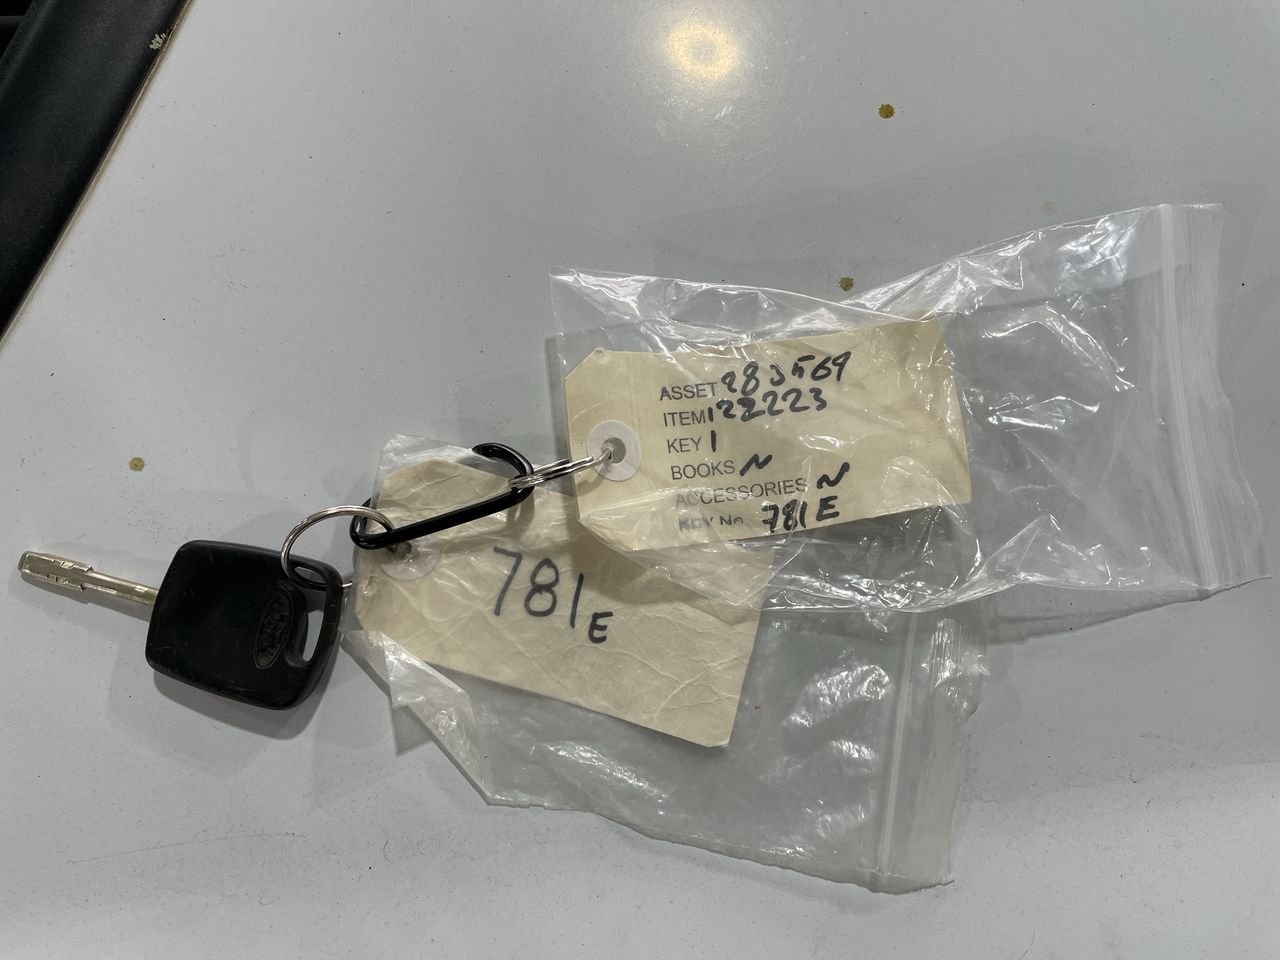 ASSET 283569
ITEM 122223
KEY 1
BOOKS N
ACCESSORIES N
KEY No 781E
781E